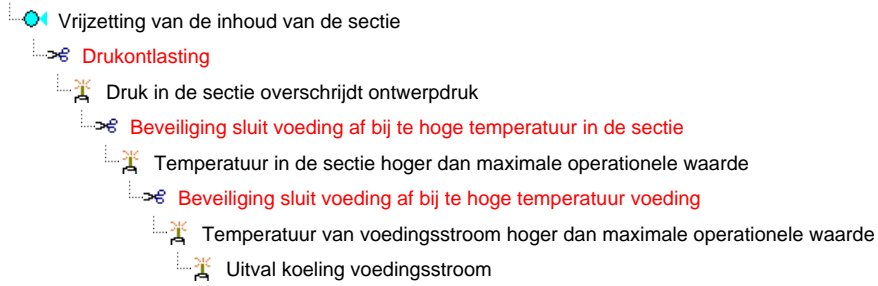 Vrijzetting van de inhoud van de sectie
Drukontlasting
Druk in de sectie overschrijdt ontwerpdruk
Beveiliging sluit voeding af bij te hoge temperatuur in de sectie
Temperatuur in de sectie hoger dan maximale operationele waarde
Beveiliging sluit voeding af bij te hoge temperatuur voeding
Temperatuur van voedingsstroom hoger dan maximale operationele waarde
Uitval koeling voedingsstroom